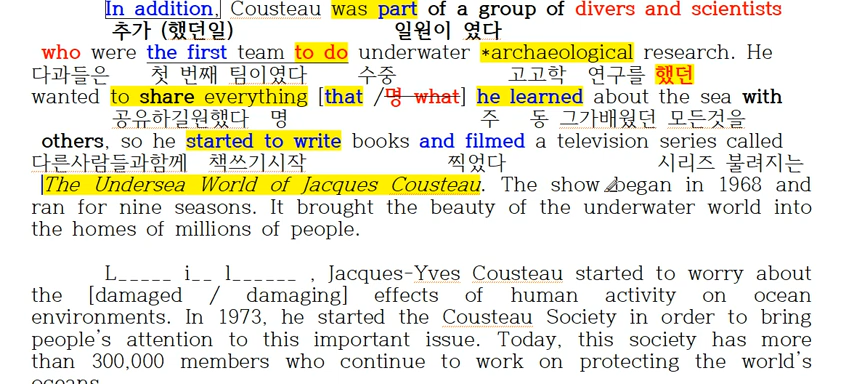 In addition, Cousteau was part of a group of divers and scientists
추가 (했던일) 일원이 였다
who were the first team to do underwater *archaeological research. He
다과들은 첫 번째 팀이였다 수중 고고학 연구를 했던
wanted to share everything [that /명 what] he learned about the sea with
공유하길원했다 명 주 동 그가배웠던 모든것을
others, so he started to write books and filmed a television series called
다른사람들과함께 책쓰기시작 찍었다 시리즈 불려지는
The Undersea World of Jacques Cousteau. The show began in 1968 and
ran for nine seasons. It brought the beauty of the underwater world into
the homes of millions of people.
L_____ i__ l______ , Jacques-Yves Cousteau started to worry about
the [damaged / damaging] effects of human activity on ocean
environments. In 1973, he started the Cousteau Society in order to bring
people's attention to this important issue. Today, this society has more
than 300,000 members who continue to work on protecting the world's
oceans.